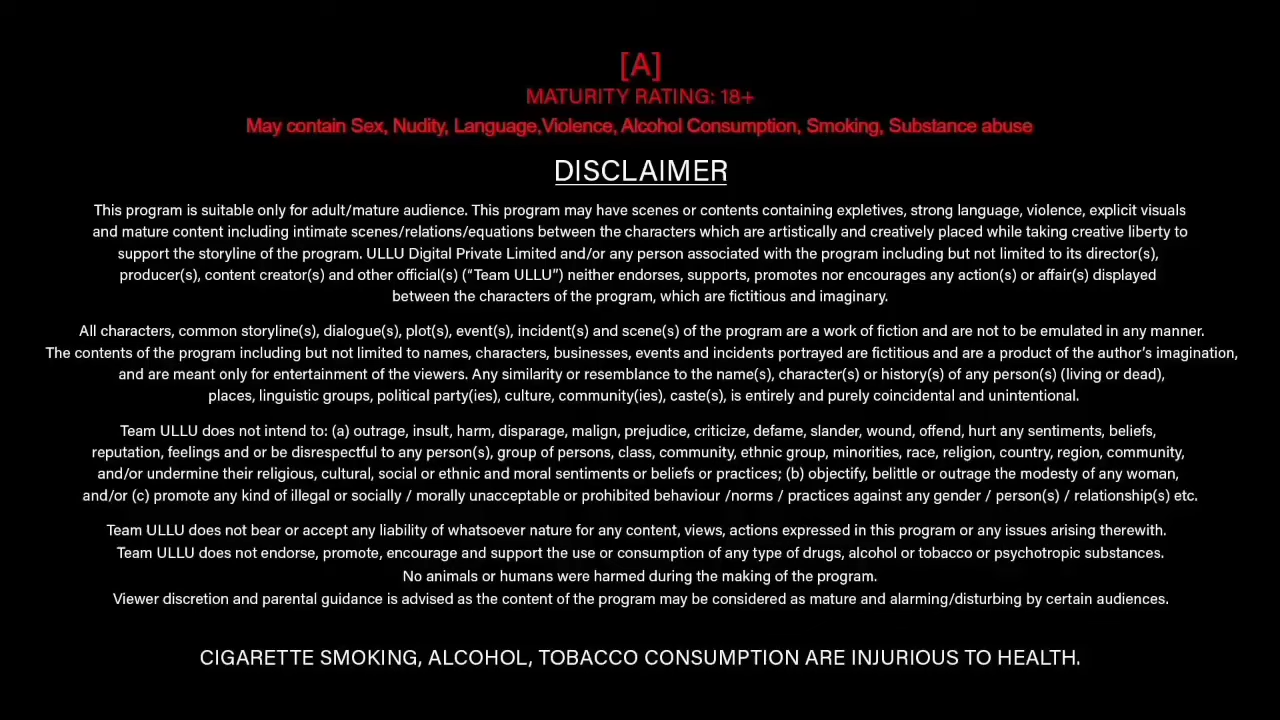 [A]
MATURITY RATING: 18+
May contain Sex, Nudity, Language,Violence, Alcohol Consumption, Smoking, Substance abuse
DISCLAIMER
This program is suitable only for adult/mature audience. This program may have scenes or contents containing expletives, strong language, violence, explicit visuals
and mature content including intimate scenes/relations/equations between the characters which are artistically and creatively placed while taking creative liberty to
support the storyline of the program. ULLU Digital Private Limited and/or any person associated with the program including but not limited to its director(s),
producer(s), content creator(s) and other official(s) (“Team ULLU”) neither endorses, supports, promotes nor encourages any action(s) or affair(s) displayed
between the characters of the program, which are fictitious and imaginary.
All characters, common storyline(s), dialogue(s), plot(s), event(s), incident(s) and scene(s) of the program are a work of fiction and are not to be emulated in any manner.
The contents of the program including but not limited to names, characters, businesses, events and incidents portrayed are fictitious and are a product of the author’s imagination,
and are meant only for entertainment of the viewers. Any similarity or resemblance to the name(s), character(s) or history(s) of any person(s) (living or dead),
places, linguistic groups, political party(ies), culture, community(ies), caste(s), is entirely and purely coincidental and unintentional.
Team ULLU does not intend to: (a) outrage, insult, harm, disparage, malign, prejudice, criticize, defame, slander, wound, offend, hurt any sentiments, beliefs,
reputation, feelings and or be disrespectful to any person(s), group of persons, class, community, ethnic group, minorities, race, religion, country, region, community,
and/or undermine their religious, cultural, social or ethnic and moral sentiments or beliefs or practices; (b) objectify, belittle or outrage the modesty of any woman,
and/or (c) promote any kind of illegal or socially / morally unacceptable or prohibited behaviour /norms / practices against any gender / person(s) / relationship(s) etc.
Team ULLU does not bear or accept any liability of whatsoever nature for any content, views, actions expressed in this program or any issues arising therewith.
Team ULLU does not endorse, promote, encourage and support the use or consumption of any type of drugs, alcohol or tobacco or psychotropic substances.
No animals or humans were harmed during the making of the program.
Viewer discretion and parental guidance is advised as the content of the program may be considered as mature and alarming/disturbing by certain audiences.
CIGARETTE SMOKING, ALCOHOL, TOBACCO CONSUMPTION ARE INJURIOUS TO HEALTH.